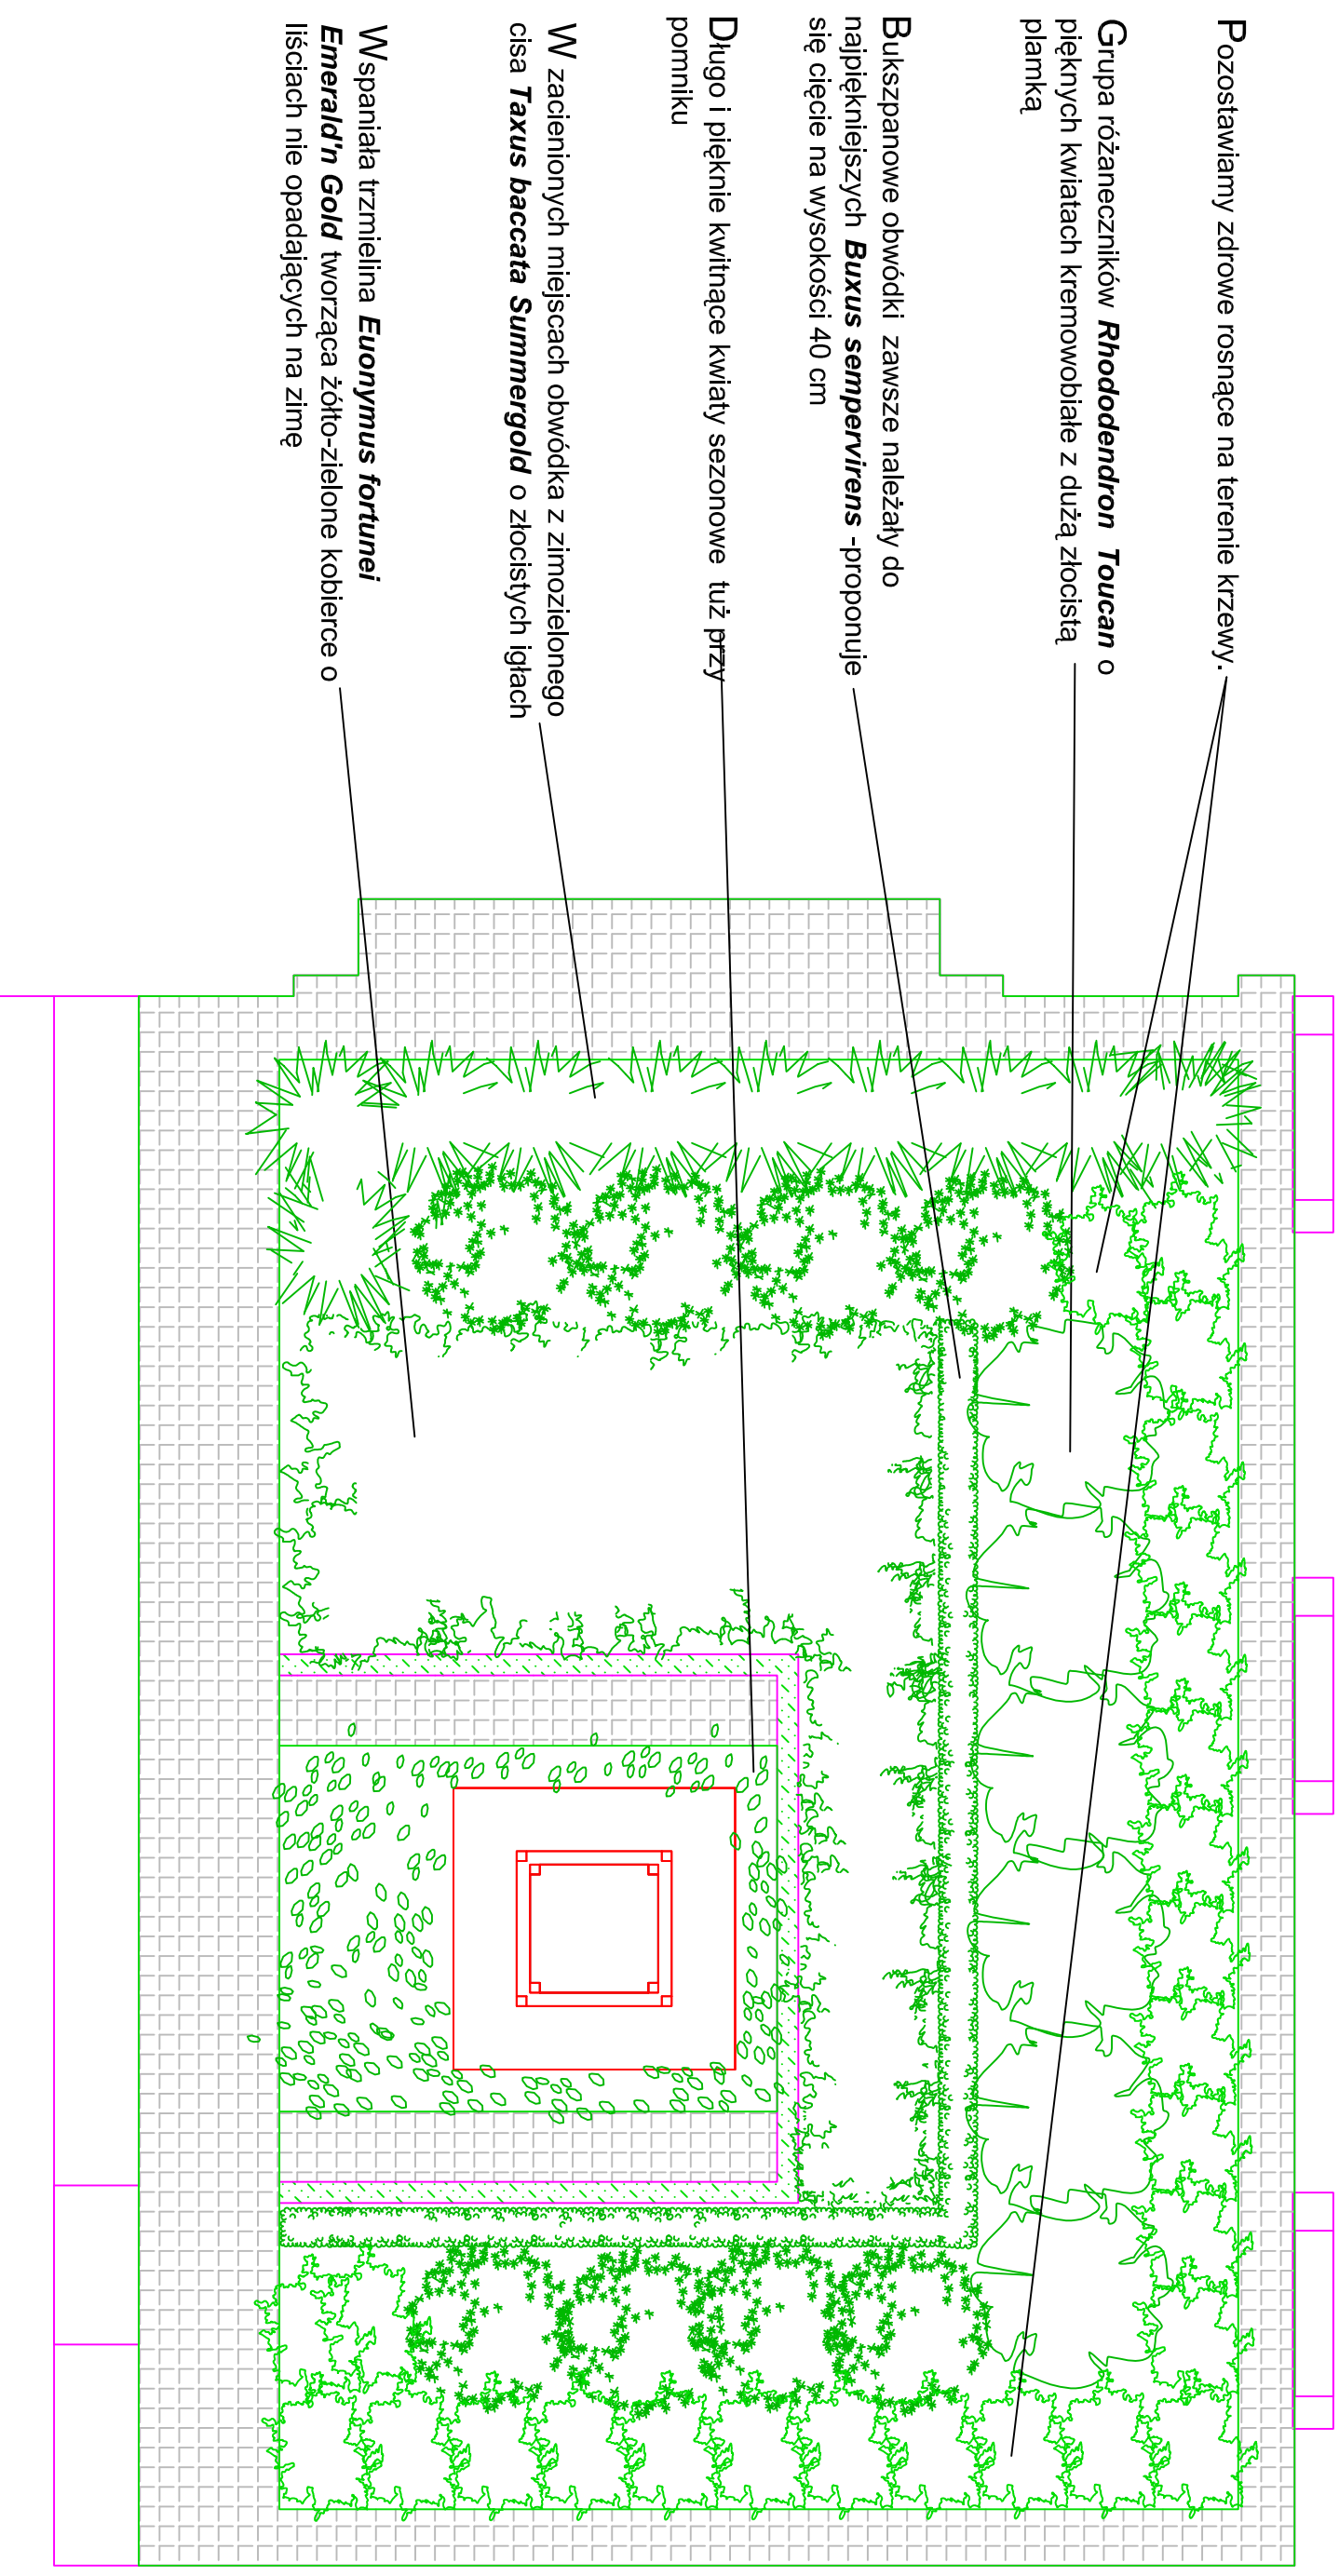 Pozostawiamy zdrowe rosnące na terenie krzewy.
Grupa różaneczników Rhododendron Toucan o
pięknych kwiatach kremowobiałe z dużą złocistą
plamką
Bukszpanowe obwódki zawsze należały do
najpiękniejszych Buxus sempervirens -proponuje
się cięcie na wysokości 40 cm
Długo i pięknie kwitnące kwiaty sezonowe tuż przy
pomniku
W zacienionych miejscach obwódka z zimozielonego
cisa Taxus baccata Summergold o złocistych igłach
Wspaniała trzmielina Euonymus fortunei
Emerald'n Gold tworząca żółto-zielone kobierce o
liściach nie opadających na zimę